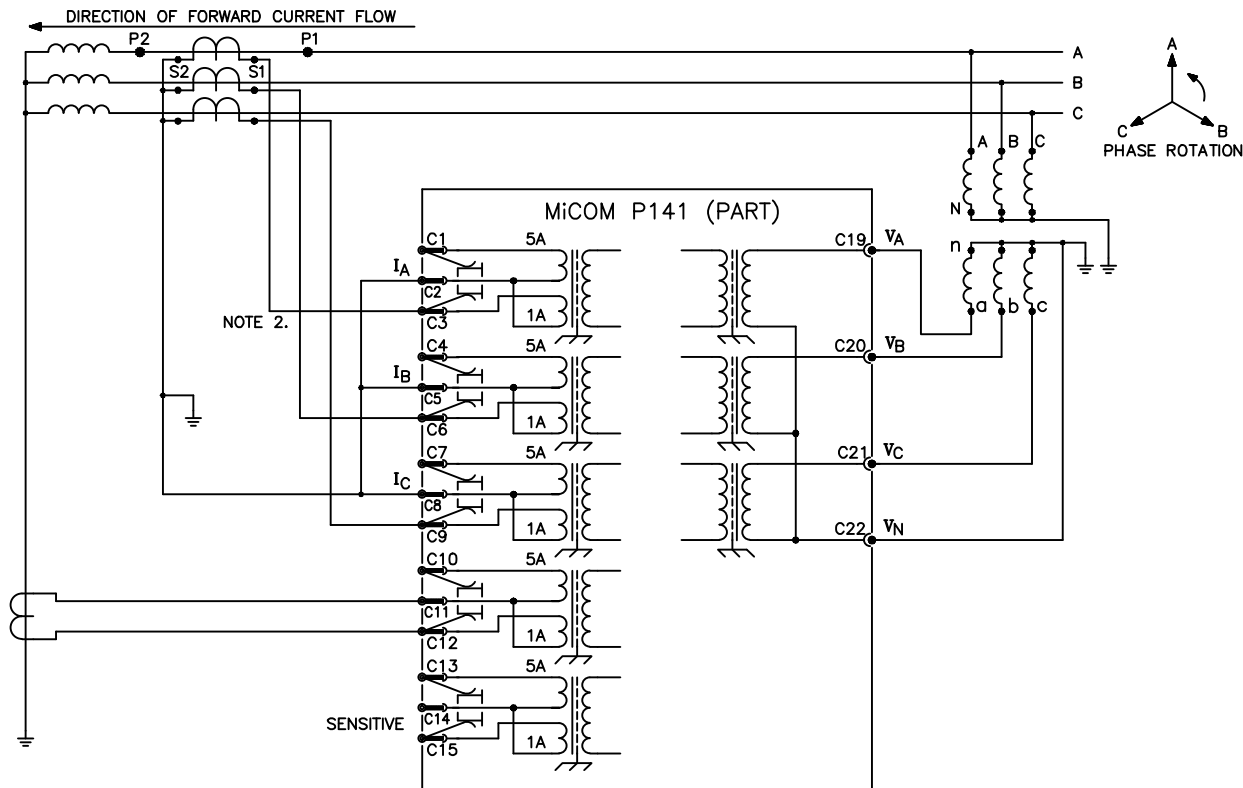 DIRECTION OF FORWARD CURRENT FLOW
P2
P1
A
S2
S1
B
C
A
C
B
PHASE ROTATION
A
B
C
N
n
a
b
c
MiCOM P141 (PART)
C1
5A
C19
VA
IA
C2
C3
1A
NOTE 2.
C4
5A
C20
VB
IB
C5
C6
1A
C7
5A
C21
VC
IC
C8
C9
1A
C22
VN
C10
5A
C11
C12
1A
C13
5A
SENSITIVE
C14
C15
1A